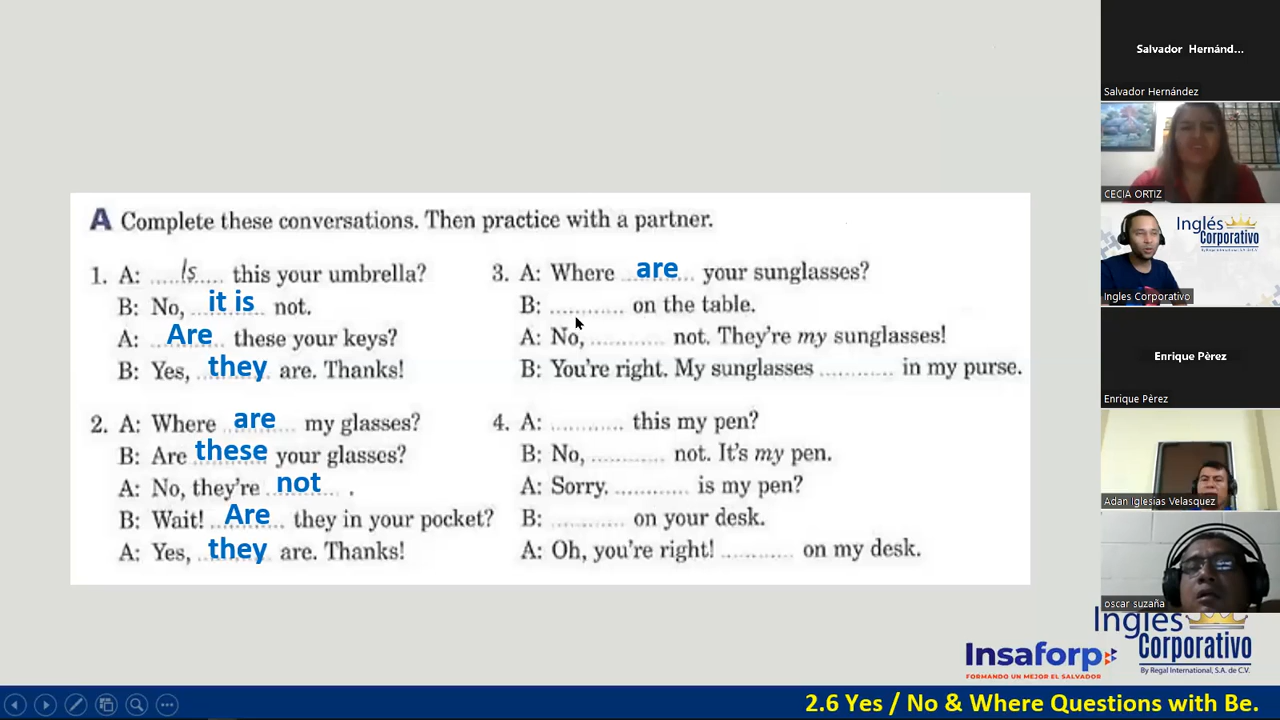 A Complete these conversations. Then practice with a partner.
1. A: Is this your umbrella?
B: No, it is not.
A: Are these your keys?
B: Yes, they are. Thanks!
2. A: Where are my glasses?
B: Are these your glasses?
A: No, they're not .
B: Wait! Are they in your pocket?
A: Yes, they are. Thanks!
3. A: Where are your sunglasses?
B: ............ on the table.
A: No, ............ not. They're my sunglasses!
B: You're right. My sunglasses ............ in my purse.
4. A: ............ this my pen?
B: No, ............ not. It's my pen.
A: Sorry. ............ is my pen?
B: ............ on your desk.
A: Oh, you're right! ............ on my desk.
Salvador Hernánd...
Salvador Hernández
CECIA ORTIZ
Inglés
Corporativo
By Regal International, S.A. de C.V.
Ingles Corporativo
Enrique Pèrez
Enrique Pèrez
Adan Iglesias Velasquez
oscar suzaña
Inglés
Corporativo
By Regal International, S.A. de C.V.
Insaforp
FORMANDO UN MEJOR EL SALVADOR
2.6 Yes / No & Where Questions with Be.